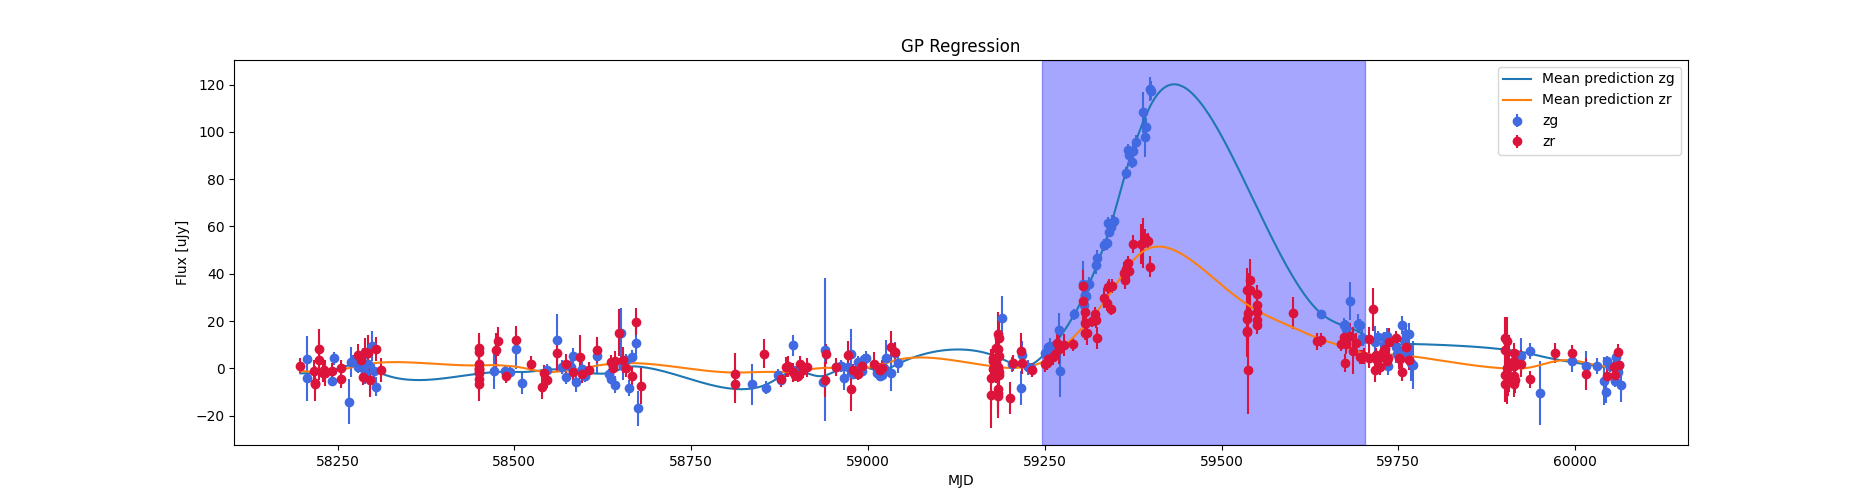 GP Regression
Flux [uJy]
120
100
80
60
40
20
0
−20
58250
58500
58750
59000
59250
59500
59750
60000
MJD
Mean prediction zg
Mean prediction zr
zg
zr